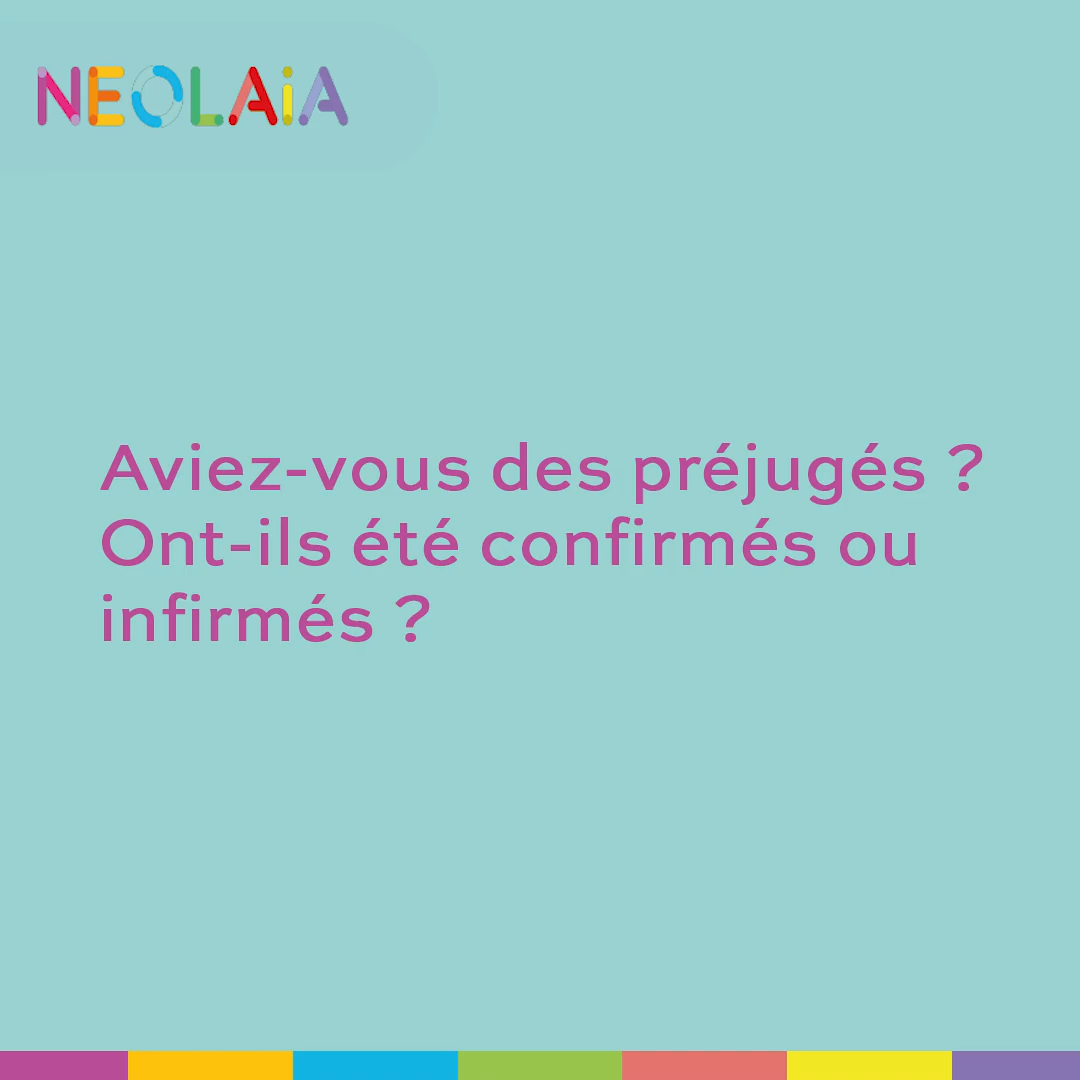 NEOLAiA
Aviez-vous des préjugés ?
Ont-ils été confirmés ou
infirmés ?